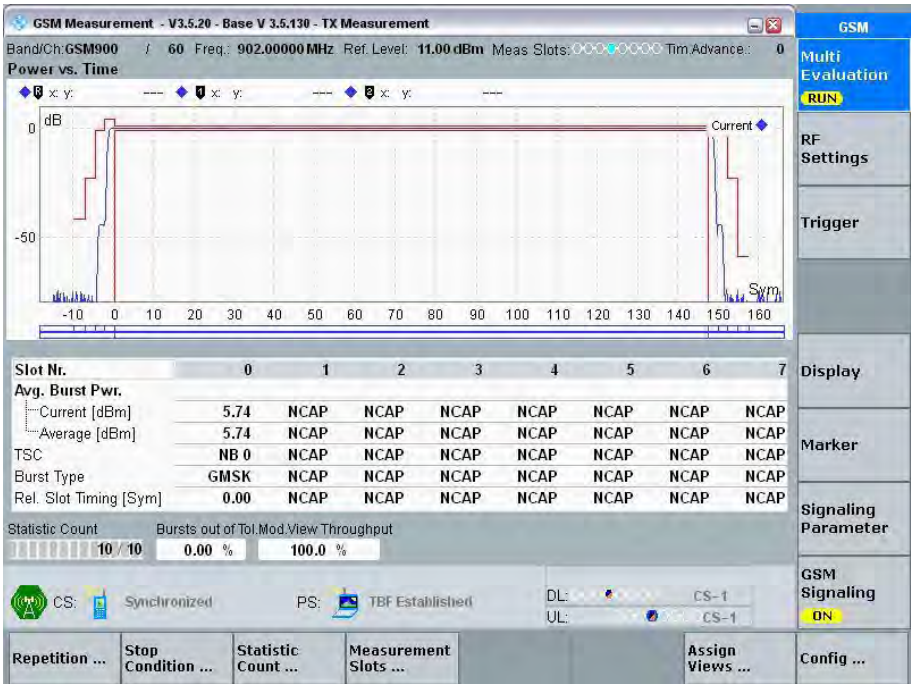 GSM Measurement - V3.5.20 - Base V 3.5.130 - TX Measurement
GSM
Band/Ch:GSM900 / 60 Freq.: 902.00000 MHz Ref. Level: 11.00 dBm Meas Slots: Tim.Advance.: 0
Power vs. Time
Multi
Evaluation
RUN
R x: y: --- 1 x: y: --- 2 x: y: ---
dB
0
Current
RF
Settings
Trigger
-50
Sym
-10 0 10 20 30 40 50 60 70 80 90 100 110 120 130 140 150 160
Slot Nr. 0 1 2 3 4 5 6 7
Display
Avg. Burst Pwr.
Current [dBm] 5.74 NCAP NCAP NCAP NCAP NCAP NCAP NCAP
Average [dBm] 5.74 NCAP NCAP NCAP NCAP NCAP NCAP NCAP
Marker
TSC NB 0 NCAP NCAP NCAP NCAP NCAP NCAP NCAP
Burst Type GMSK NCAP NCAP NCAP NCAP NCAP NCAP NCAP
Rel. Slot Timing [Sym] 0.00 NCAP NCAP NCAP NCAP NCAP NCAP NCAP
Signaling
Parameter
Statistic Count Bursts out of Tol. Mod.View Throughput
10 / 10 0.00 % 100.0 %
GSM
Signaling
ON
CS: Synchronized PS: TBF Established DL: CS-1
UL: CS-1
Repetition ...
Stop
Condition ...
Statistic
Count ...
Measurement
Slots ...
Assign
Views ...
Config ...